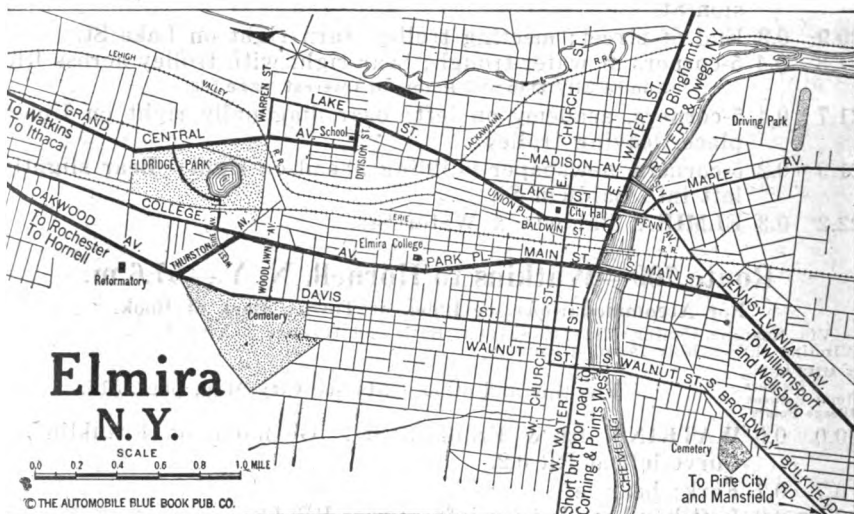 LEHIGH
VALLEY
WARREN ST.
LAKE
ST.
R.R.
CHURCH
ST.
WATER ST.
To Binghamton
& Owego, N.Y.
RIVER
Driving Park
To Watkins
To Ithaca
GRAND
CENTRAL
AV.
School
DIVISION ST.
LACKAWANNA
MADISON AV.
MAPLE AV.
ELDRIDGE PARK
R.R.
E.
E.
LAKE ST.
UNION PL.
City Hall
BALDWIN ST.
PENN
OAKWOOD
AV.
COLLEGE
AV.
ERIE
Elmira College
PARK PL.
MAIN ST.
S. MAIN ST.
To Rochester
To Hornell
THURSTON
AV.
WOODLAWN AV.
Reformatory
DAVIS
ST.
Cemetery
WALNUT
ST.
S. WALNUT ST.
PENNSYLVANIA
AV.
To Williamsport
and Wellsboro
W. CHURCH
ST.
W. WATER
ST.
Short but poor road to
Corning & Points West
CHEMUNG
S. BROADWAY
BULKHEAD
RD.
Cemetery
To Pine City
and Mansfield
Elmira
N.Y.
SCALE
0.0 0.2 0.4 0.6 0.8 1.0 MILE
© THE AUTOMOBILE BLUE BOOK PUB. CO.